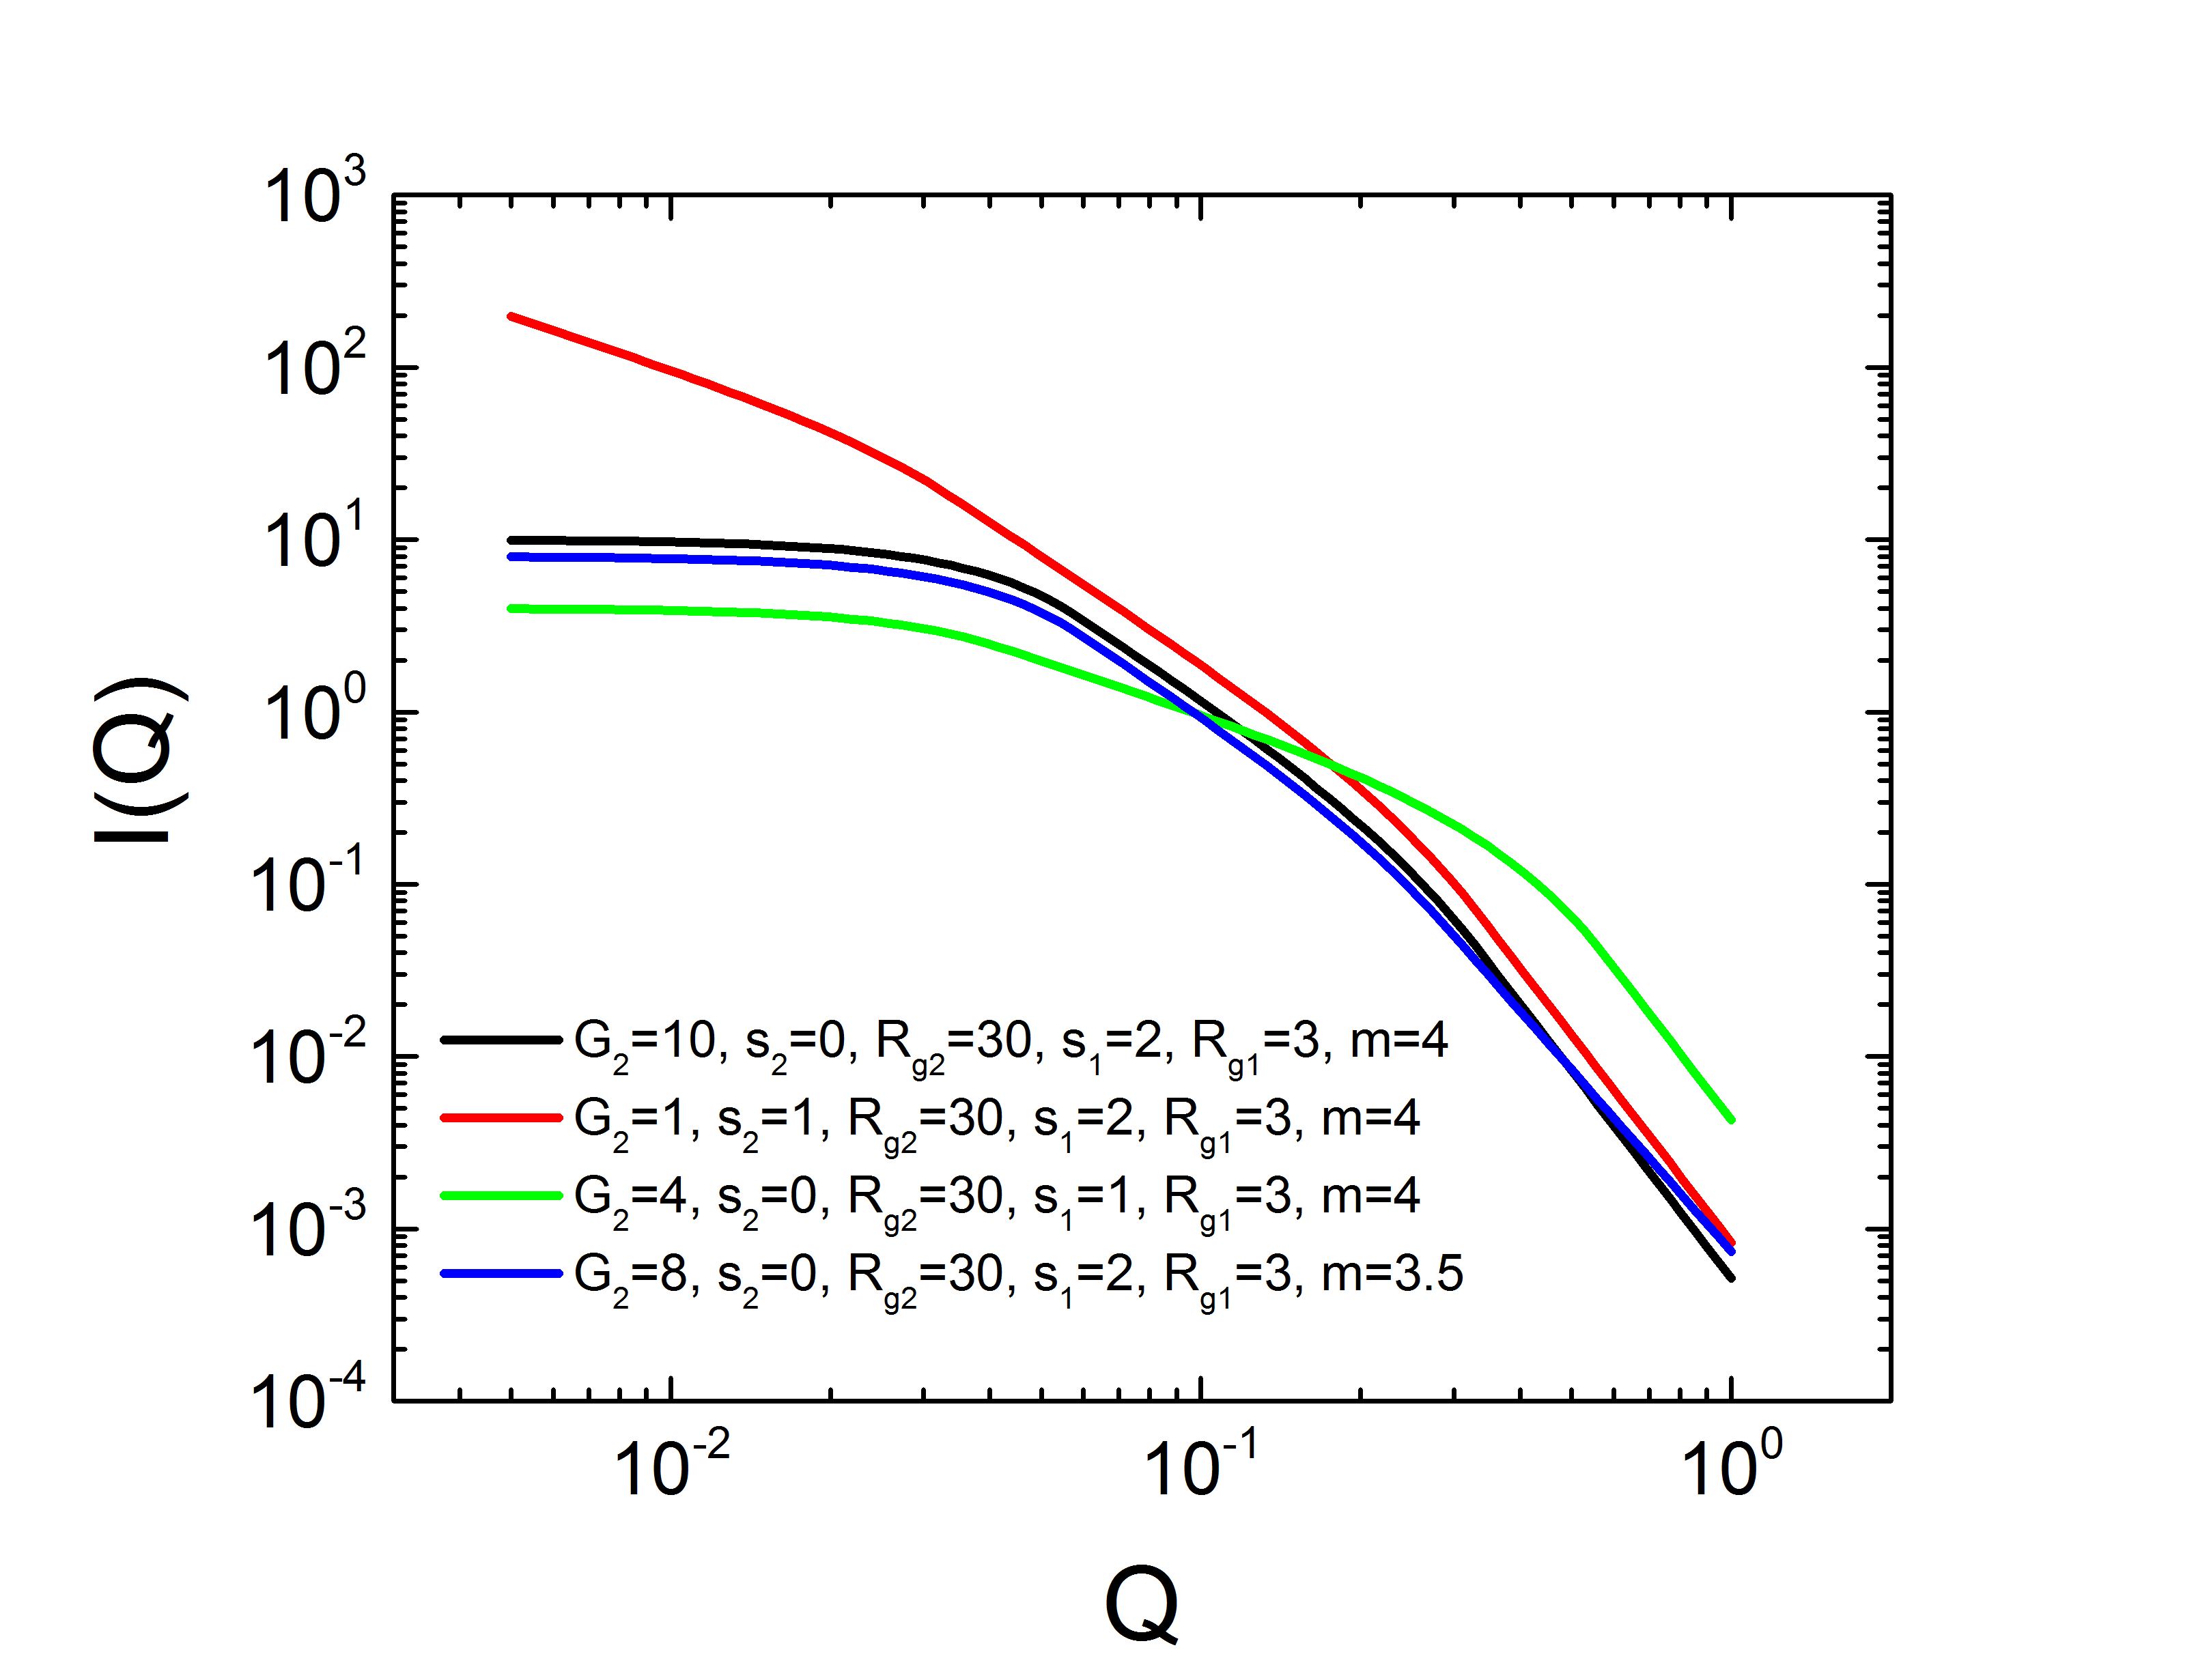 10³
10²
10¹
10⁰
10⁻¹
10⁻²
10⁻³
10⁻⁴
I(Q)
G₂=10, s₂=0, R_g2=30, s₁=2, R_g1=3, m=4
G₂=1, s₂=1, R_g2=30, s₁=2, R_g1=3, m=4
G₂=4, s₂=0, R_g2=30, s₁=1, R_g1=3, m=4
G₂=8, s₂=0, R_g2=30, s₁=2, R_g1=3, m=3.5
10⁻² 10⁻¹ 10⁰
Q